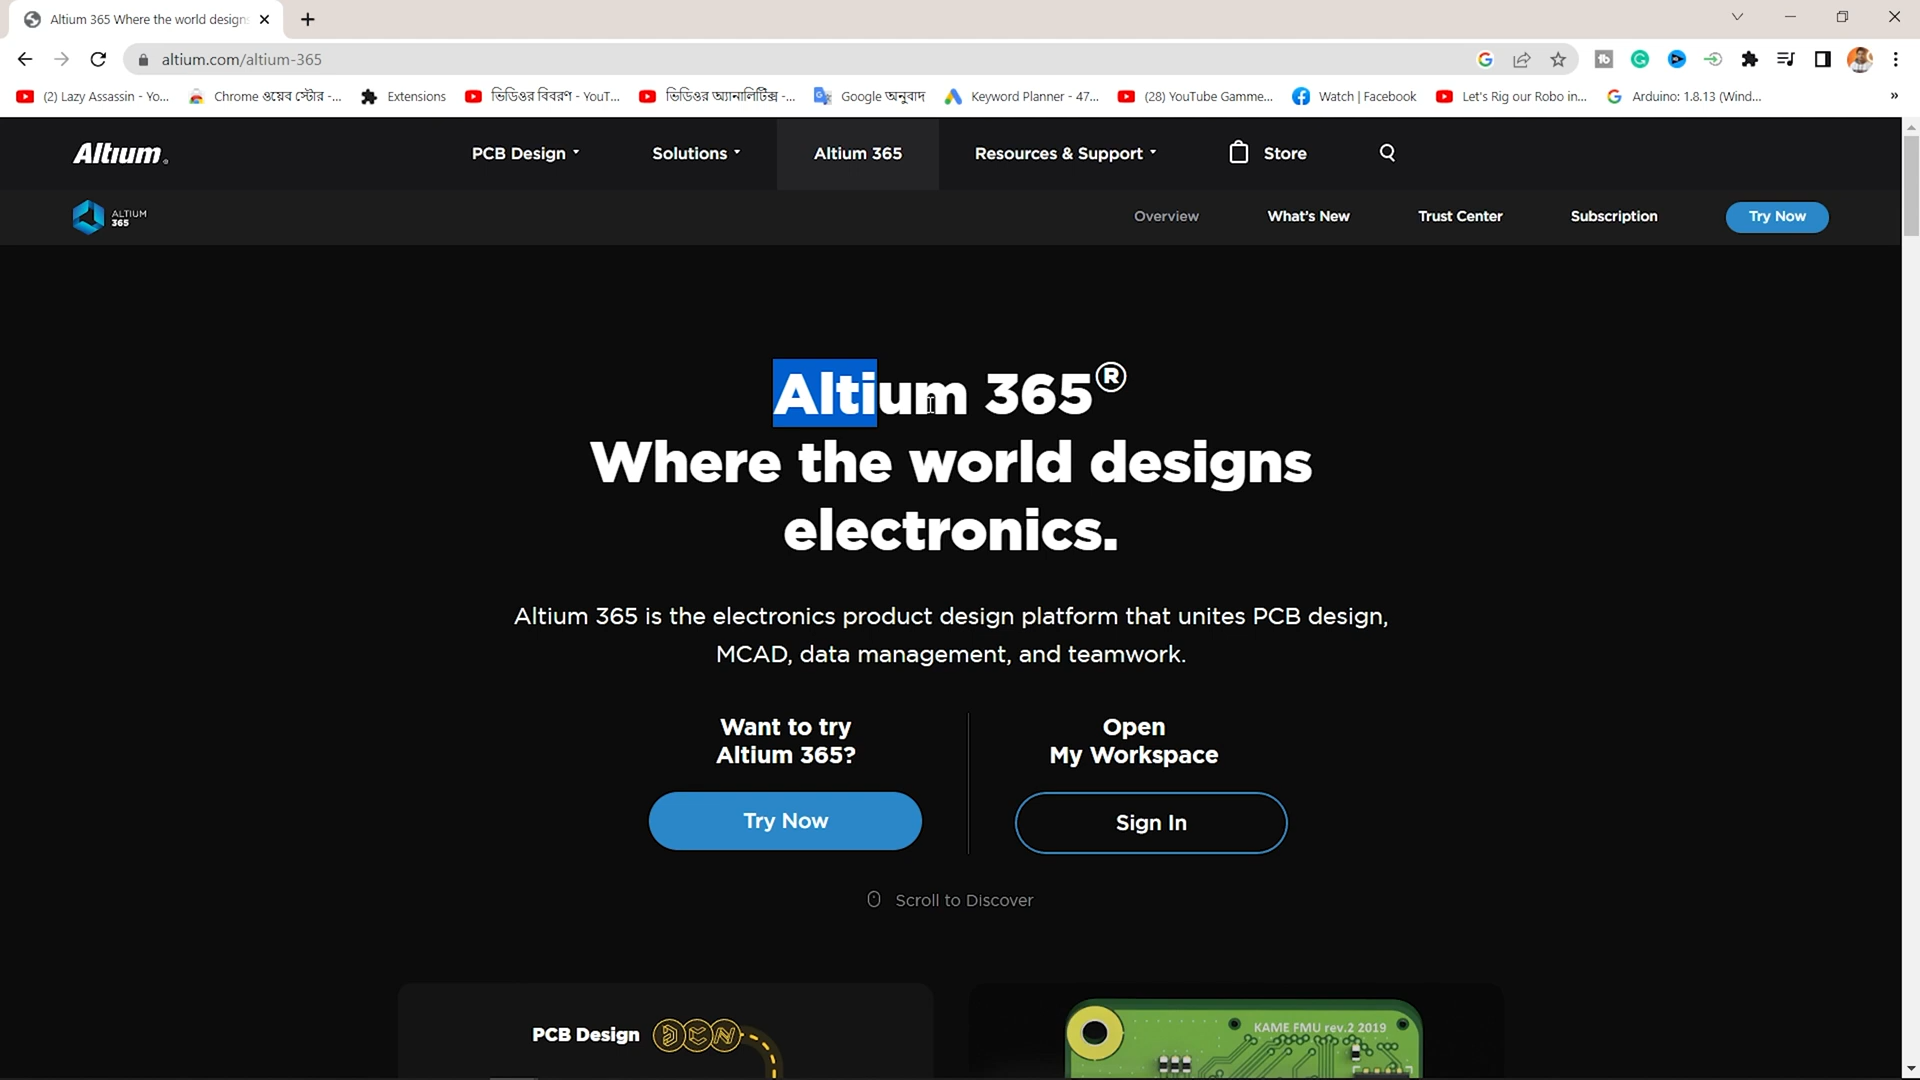 Altium 365 Where the world designs
altium.com/altium-365
(2) Lazy Assassin - Yo...
Chrome ওয়েব স্টোর -...
Extensions
ভিডিওর বিবরণ - YouT...
ভিডিওর অ্যানালিটিক্স -...
Google অনুবাদ
Keyword Planner - 47...
(28) YouTube Gamme...
Watch | Facebook
Let's Rig our Robo in...
Arduino: 1.8.13 (Wind...
»
Altium®
PCB Design
Solutions
Altium 365
Resources & Support
Store
ALTIUM
365
Overview
What's New
Trust Center
Subscription
Try Now
Altium 365®
Where the world designs
electronics.
Altium 365 is the electronics product design platform that unites PCB design,
MCAD, data management, and teamwork.
Want to try
Altium 365?
Try Now
Open
My Workspace
Sign In
Scroll to Discover
PCB Design
KAME FMU rev.2 2019